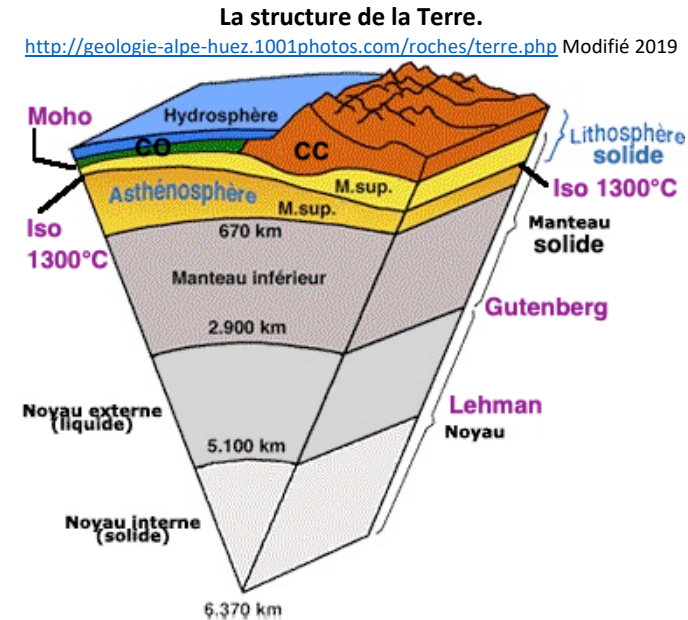 La structure de la Terre.
http://geologie-alpe-huez.1001photos.com/roches/terre.php Modifié 2019
Moho
Hydrosphère
CO
CC
Lithosphère
solide
Asthénosphère
M.sup.
M.sup.
Iso 1300°C
Iso
1300°C
670 km
Manteau
solide
Manteau inférieur
Gutenberg
2.900 km
Lehman
Noyau
Noyau externe
(liquide)
5.100 km
Noyau interne
(solide)
6.370 km